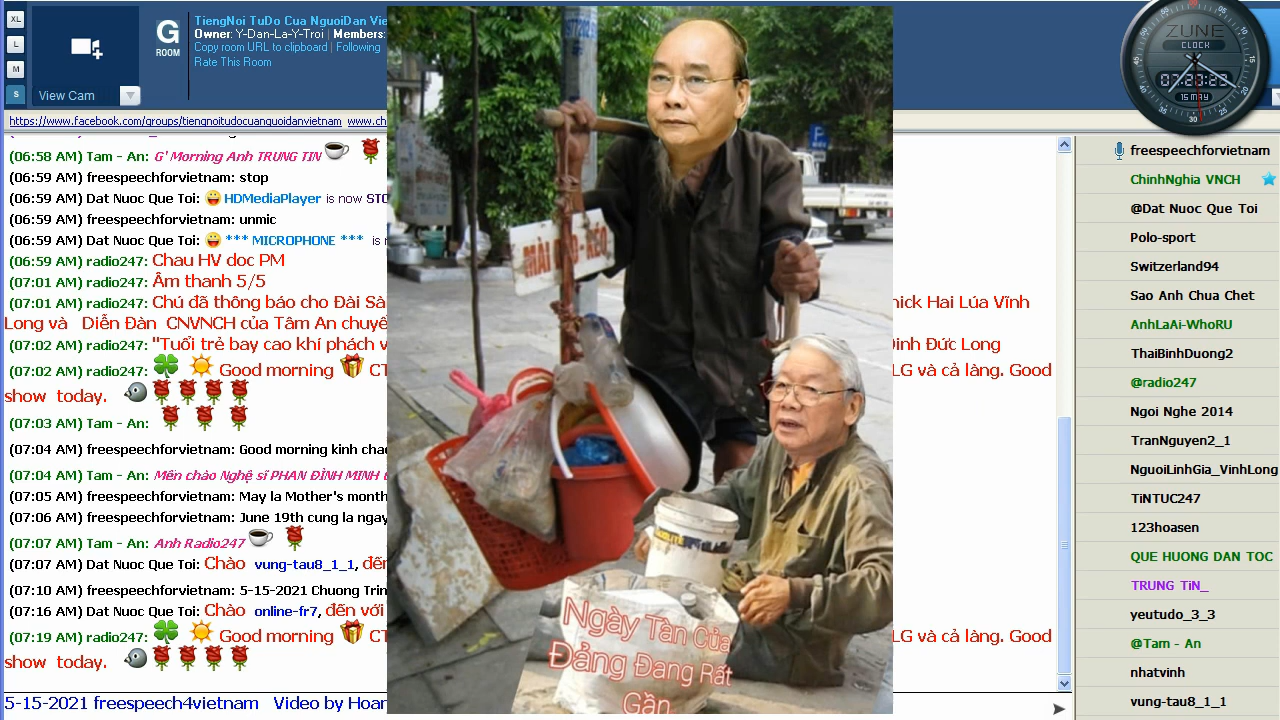 XL
L
M
S
View Cam
G
ROOM
TiengNoi TuDo Cua NguoiDan Vie
Owner: Y-Dan-La-Y-Troi | Members:
Copy room URL to clipboard | Following
Rate This Room
https://www.facebook.com/groups/tiengnoitudocuanguoidanvietnam www.ch
ZUNE
CLOCK
15 MAY
(06:58 AM) Tam - An: G' Morning Anh TRUNG TIN
(06:59 AM) freespeechforvietnam: stop
(06:59 AM) Dat Nuoc Que Toi: HDMediaPlayer is now STO
(06:59 AM) freespeechforvietnam: unmic
(06:59 AM) Dat Nuoc Que Toi: *** MICROPHONE *** is
(06:59 AM) radio247: Chau HV doc PM
(07:01 AM) radio247: Âm thanh 5/5
(07:01 AM) radio247: Chú đã thông báo cho Đài Sà nick Hai Lúa Vĩnh
Long và Diễn Đàn CNVNCH của Tâm An chuyể
(07:02 AM) radio247: "Tuổi trẻ bay cao khí phách v Đinh Đức Long
(07:02 AM) radio247: Good morning CT LG và cả làng. Good
show today.
(07:03 AM) Tam - An:
(07:04 AM) freespeechforvietnam: Good morning kinh chao
(07:04 AM) Tam - An: Mến chào Nghệ sĩ PHAN ĐÌNH MINH
(07:05 AM) freespeechforvietnam: May la Mother's month
(07:06 AM) freespeechforvietnam: June 19th cung la ngay
(07:07 AM) Tam - An: Anh Radio247
(07:07 AM) Dat Nuoc Que Toi: Chào vung-tau8_1_1, đến
(07:10 AM) freespeechforvietnam: 5-15-2021 Chuong Trin
(07:16 AM) Dat Nuoc Que Toi: Chào online-fr7, đến với
(07:19 AM) radio247: Good morning CT LG và cả làng. Good
show today.
5-15-2021 freespeech4vietnam Video by Hoan
MÀI DAO - KÉO
Ngày Tàn Của
Đảng Đang Rất
Gần
freespeechforvietnam
ChinhNghia VNCH
@Dat Nuoc Que Toi
Polo-sport
Switzerland94
Sao Anh Chua Chet
AnhLaAi-WhoRU
ThaiBinhDuong2
@radio247
Ngoi Nghe 2014
TranNguyen2_1
NguoiLinhGia_VinhLong
TiNTUC247
123hoasen
QUE HUONG DAN TOC
TRUNG TiN_
yeutudo_3_3
@Tam - An
nhatvinh
vung-tau8_1_1